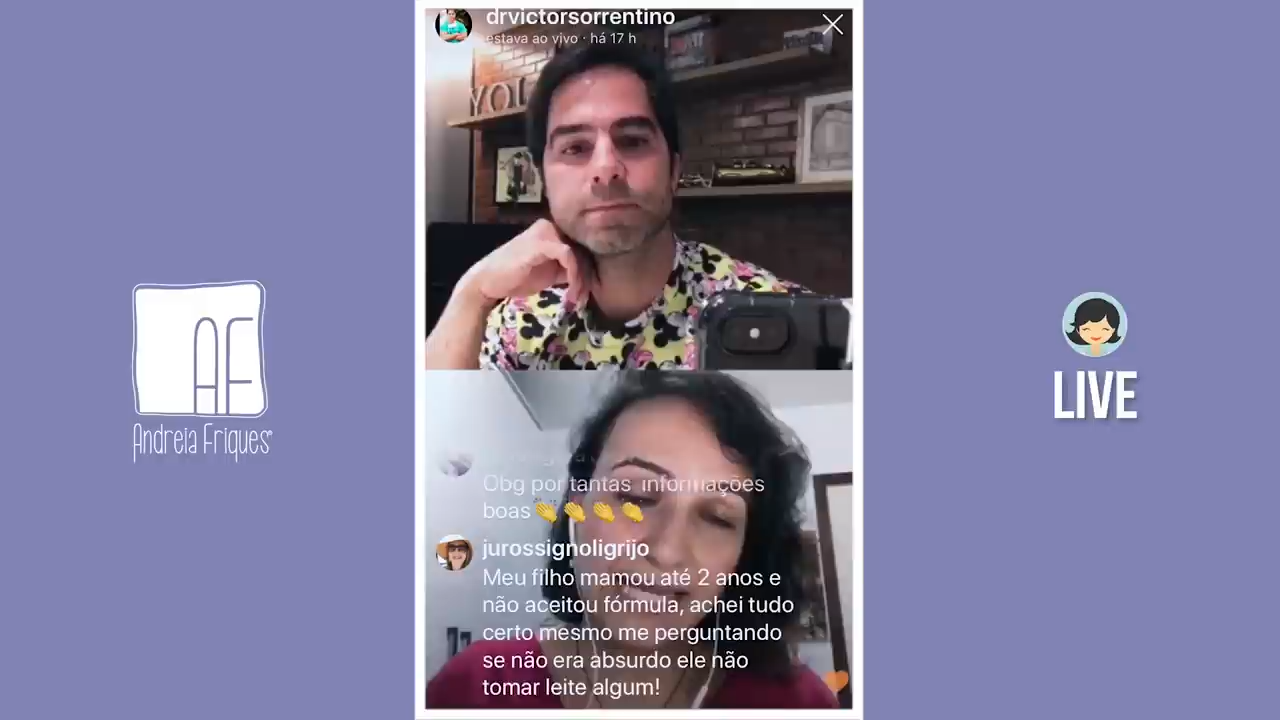 drvictorsorrentino
estava ao vivo · há 17 h
YOL
AF
Andreia Friques®
LIVE
Obg por tantas informações
boas 👏👏👏👏
jurossignoligrijo
Meu filho mamou até 2 anos e
não aceitou fórmula, achei tudo
certo mesmo me perguntando
se não era absurdo ele não
tomar leite algum!